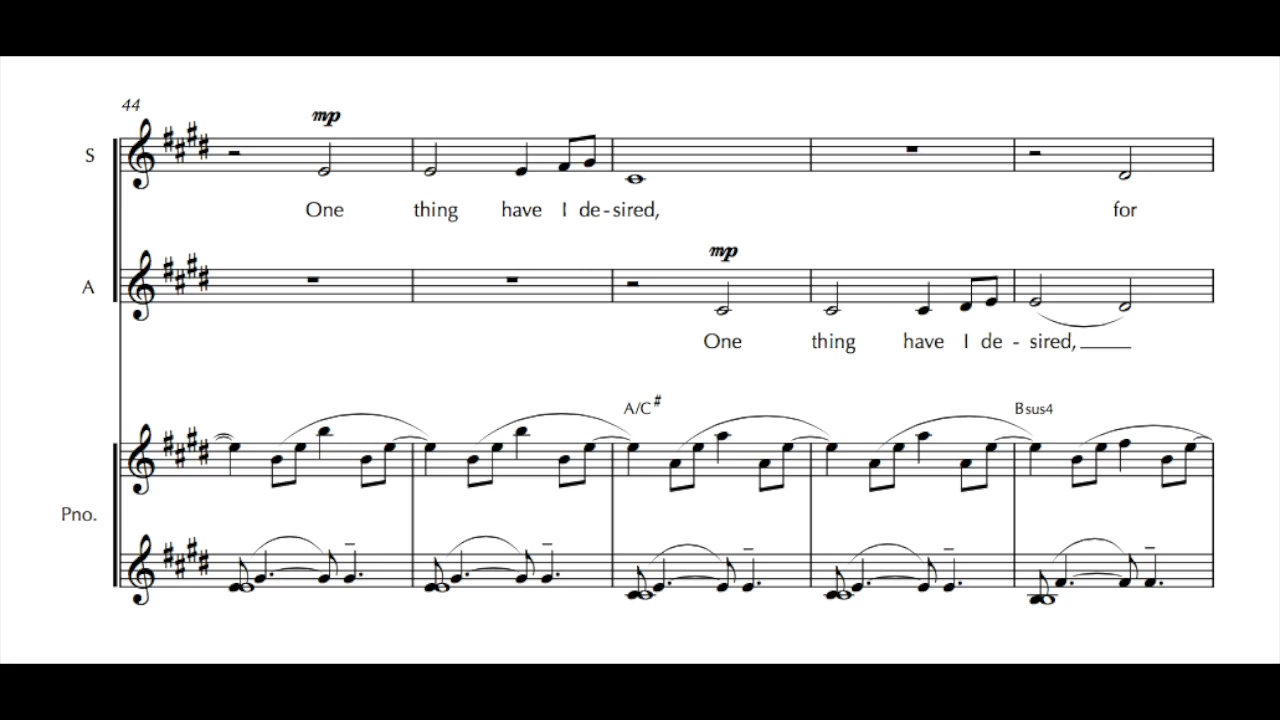 44
mp
S
One thing have I de-sired, for
mp
A
One thing have I de - sired,
A/C# Bsus4
Pno.